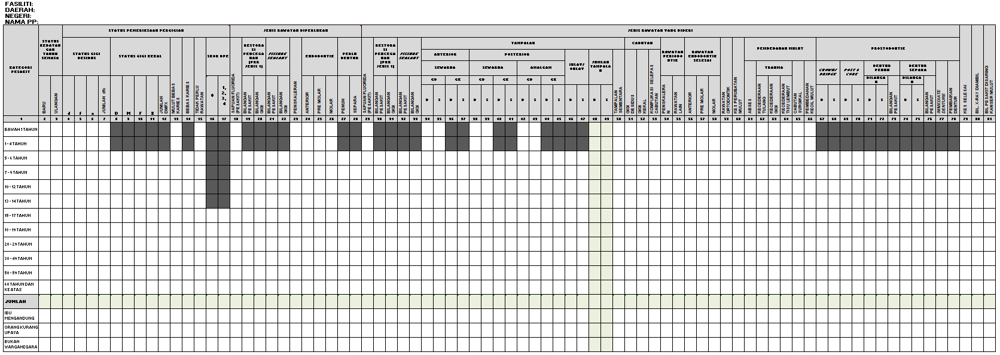 FASILITI:
DAERAH:
NEGERI:
NAMA PP:
KATEGORI PESAKIT
STATUS KEDATANGAN TAHUN SEMASA
STATUS PEMERIKSAAN PERGIGIAN
JENIS RAWATAN DIPERLUKAN
JENIS RAWATAN YANG DIBERI
STATUS GIGI DESIDUS
STATUS GIGI KEKAL
SKOR BPE
RESTORASI PENCEGAHAN (PRR JENIS 1)
FISSURE SEALANT
ENDODONTIK
PERLU DENTUR
RESTORASI PENCEGAHAN (PRR JENIS 1)
FISSURE SEALANT
TAMPALAN
CABUTAN
RAWATAN PERIODONTIK
RAWATAN ENDODONTIK SELESAI
PEMBEDAHAN MULUT
PROSTODONTIK
ANTERIOR
POSTERIOR
INLAY/ONLAY
JUMLAH TAMPALAN
SEWARNA
SEWARNA
AMALGAM
GD GK GD GK GD GK
TRAUMA
CROWN/BRIDGE
POST & CORE
DENTUR PENUH
DENTUR SEPARA
BILANGAN
BILANGAN
BARU
ULANGAN
d
f
x
JUMLAH dfx
D
M
F
X
JUMLAH DMFX
MULUT BEBAS KARIES
BEBAS KARIES
TIDAK PERLU RAWATAN
0
1, 2, 3, 4
SAPUAN FLUORIDA (PESAKIT)
BILANGAN PESAKIT
BILANGAN GIGI
BILANGAN PESAKIT
BILANGAN GIGI
PENSKALERAN
ANTERIOR
PREMOLAR
MOLAR
PENUH
SEPARA
SAPUAN FLUORIDA (PESAKIT)
BILANGAN PESAKIT
BILANGAN GIGI
BILANGAN PESAKIT
BILANGAN GIGI
B S B S B S B S B S B S B S B S
TAMPALAN SEMENTARA
GIGI DESIDUS
GIGI KEKAL
KOMPLIKASI SELEPAS CABUTAN
PENSKALERAN
RAWATAN LAIN
ANTERIOR
PREMOLAR
MOLAR
RAWATAN ORTODONTIK
KES PERUBATAN MULUT
ABSES
KECEDERAAN TULANG
KECEDERAAN GIGI
KECEDERAAN TISU LEMBUT
CABUTAN SURGIKAL
PEMBEDAHAN KECIL MULUT
B S B S
B S
BILANGAN PESAKIT
B S
BILANGAN PESAKIT
IMMEDIATE DENTURE
PEMBAIKAN DENTUR
KES SELESAI
BIL. X-RAY DIAMBIL
BIL PESAKIT DISARING KANSER MULUT
1 2 3 4 5 6 7 8 9 10 11 12 13 14 15 16 17 18 19 20 21 22 23 24 25 26 27 28 29 30 31 32 33 34 35 36 37 38 39 40 41 42 43 44 45 46 47 48 49 50 51 52 53 54 55 56 57 58 59 60 61 62 63 64 65 66 67 68 69 70 71 72 73 74 75 76 77 78 79 80 81
BAWAH 1 TAHUN
1 - 4 TAHUN
5 - 6 TAHUN
7 - 9 TAHUN
10 - 12 TAHUN
13 - 14 TAHUN
15 - 17 TAHUN
18 - 19 TAHUN
20 - 29 TAHUN
30 - 49 TAHUN
50 - 59 TAHUN
60 TAHUN DAN KE ATAS
JUMLAH
IBU MENGANDUNG
ORANG KURANG UPAYA
BUKAN WARGANEGARA